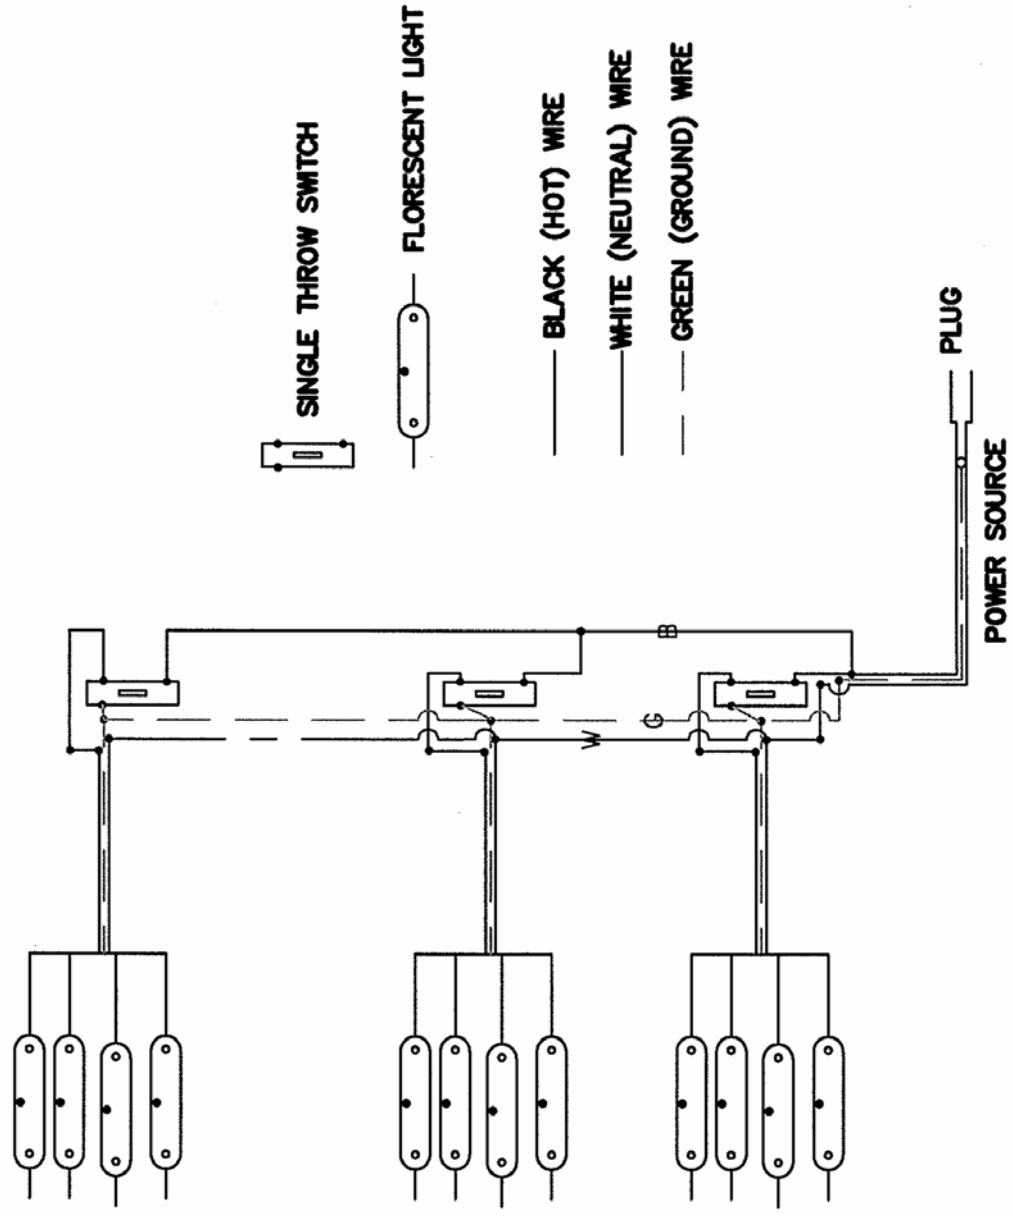 SINGLE THROW SWITCH
FLORESCENT LIGHT
BLACK (HOT) WIRE
WHITE (NEUTRAL) WIRE
GREEN (GROUND) WIRE
PLUG
POWER SOURCE
B
G
W